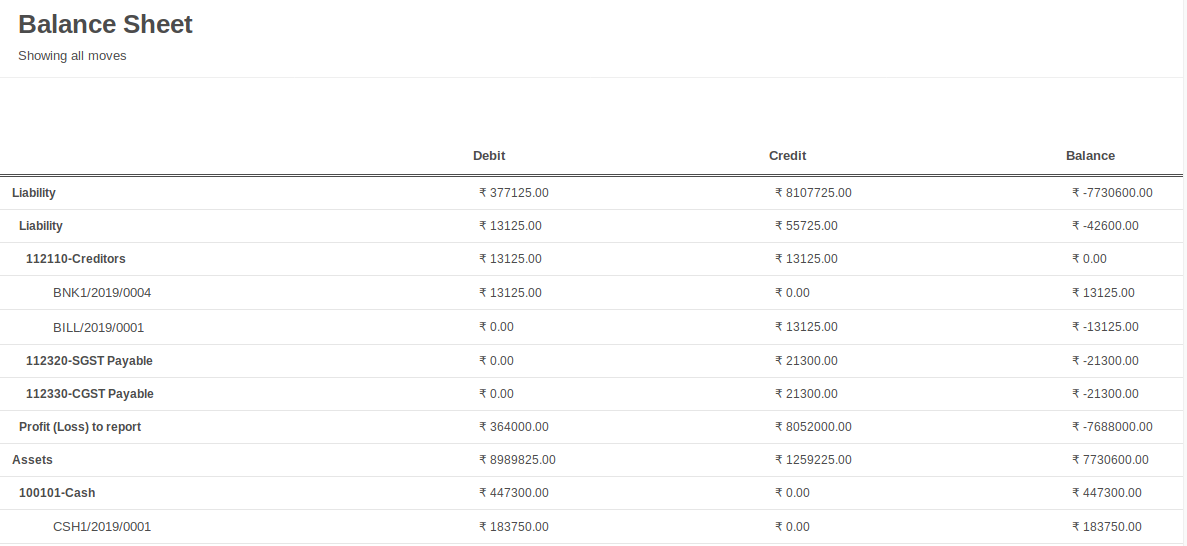 Balance Sheet
Showing all moves
Debit Credit Balance
Liability ₹ 377125.00 ₹ 8107725.00 ₹ -7730600.00
Liability ₹ 13125.00 ₹ 55725.00 ₹ -42600.00
112110-Creditors ₹ 13125.00 ₹ 13125.00 ₹ 0.00
BNK1/2019/0004 ₹ 13125.00 ₹ 0.00 ₹ 13125.00
BILL/2019/0001 ₹ 0.00 ₹ 13125.00 ₹ -13125.00
112320-SGST Payable ₹ 0.00 ₹ 21300.00 ₹ -21300.00
112330-CGST Payable ₹ 0.00 ₹ 21300.00 ₹ -21300.00
Profit (Loss) to report ₹ 364000.00 ₹ 8052000.00 ₹ -7688000.00
Assets ₹ 8989825.00 ₹ 1259225.00 ₹ 7730600.00
100101-Cash ₹ 447300.00 ₹ 0.00 ₹ 447300.00
CSH1/2019/0001 ₹ 183750.00 ₹ 0.00 ₹ 183750.00